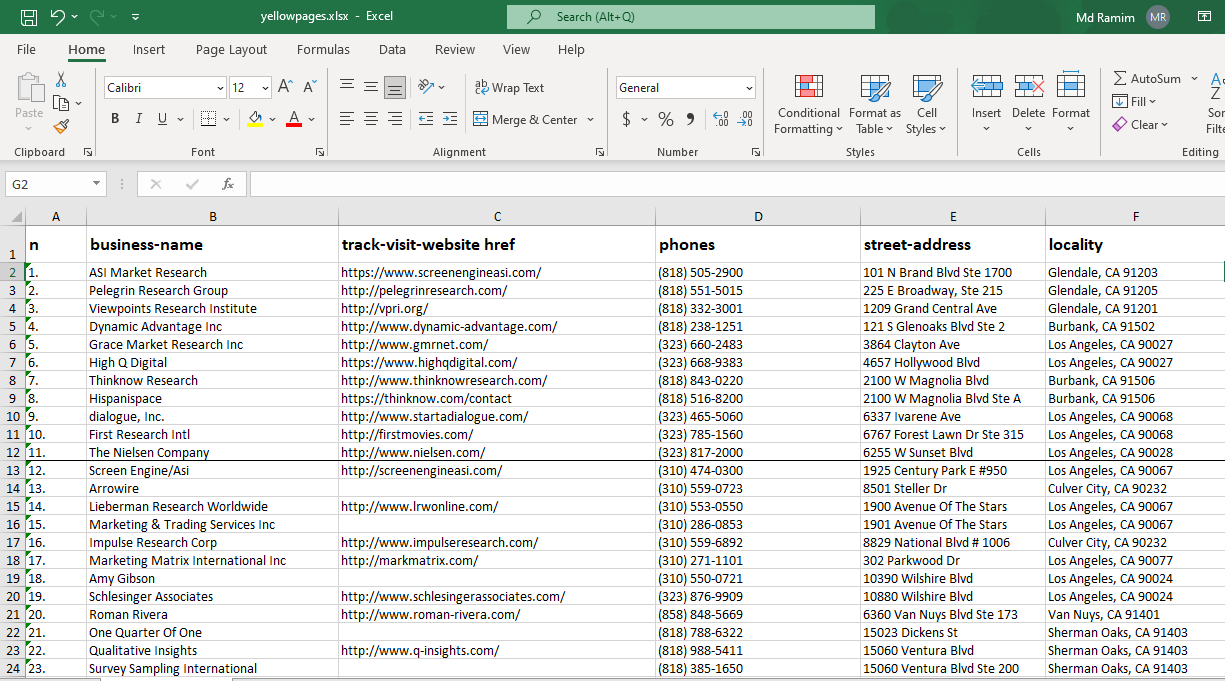 yellowpages.xlsx - Excel
Search (Alt+Q)
Md Ramim MR
File Home Insert Page Layout Formulas Data Review View Help
Paste
Clipboard
Calibri 12
B I U A
Font
Wrap Text
Merge & Center
Alignment
General
$ % 9
Number
Conditional Formatting
Format as Table
Cell Styles
Styles
Insert Delete Format
Cells
AutoSum
Fill
Clear
Editing
G2 fx
A B C D E F
1 n business-name track-visit-website href phones street-address locality
2 1. ASI Market Research https://www.screenengineasi.com/ (818) 505-2900 101 N Brand Blvd Ste 1700 Glendale, CA 91203
3 2. Pelegrin Research Group http://pelegrinresearch.com/ (818) 551-5015 225 E Broadway, Ste 215 Glendale, CA 91205
4 3. Viewpoints Research Institute http://vpri.org/ (818) 332-3001 1209 Grand Central Ave Glendale, CA 91201
5 4. Dynamic Advantage Inc http://www.dynamic-advantage.com/ (818) 238-1251 121 S Glenoaks Blvd Ste 2 Burbank, CA 91502
6 5. Grace Market Research Inc http://www.gmrnet.com/ (323) 660-2483 3864 Clayton Ave Los Angeles, CA 90027
7 6. High Q Digital https://www.highqdigital.com/ (323) 668-9383 4657 Hollywood Blvd Los Angeles, CA 90027
8 7. Thinknow Research http://www.thinknowresearch.com/ (818) 843-0220 2100 W Magnolia Blvd Burbank, CA 91506
9 8. Hispanispace https://thinknow.com/contact (818) 516-8200 2100 W Magnolia Blvd Ste A Burbank, CA 91506
10 9. dialogue, Inc. http://www.startadialogue.com/ (323) 465-5060 6337 Ivarene Ave Los Angeles, CA 90068
11 10. First Research Intl http://firstmovies.com/ (323) 785-1560 6767 Forest Lawn Dr Ste 315 Los Angeles, CA 90068
12 11. The Nielsen Company http://www.nielsen.com/ (323) 817-2000 6255 W Sunset Blvd Los Angeles, CA 90028
13 12. Screen Engine/Asi http://screenengineasi.com/ (310) 474-0300 1925 Century Park E #950 Los Angeles, CA 90067
14 13. Arrowire (310) 559-0723 8501 Steller Dr Culver City, CA 90232
15 14. Lieberman Research Worldwide http://www.lrwonline.com/ (310) 553-0550 1900 Avenue Of The Stars Los Angeles, CA 90067
16 15. Marketing & Trading Services Inc (310) 286-0853 1901 Avenue Of The Stars Los Angeles, CA 90067
17 16. Impulse Research Corp http://www.impulseresearch.com/ (310) 559-6892 8829 National Blvd # 1006 Culver City, CA 90232
18 17. Marketing Matrix International Inc http://markmatrix.com/ (310) 271-1101 302 Parkwood Dr Los Angeles, CA 90077
19 18. Amy Gibson (310) 550-0721 10390 Wilshire Blvd Los Angeles, CA 90024
20 19. Schlesinger Associates http://www.schlesingerassociates.com/ (323) 876-9909 10880 Wilshire Blvd Los Angeles, CA 90024
21 20. Roman Rivera http://www.roman-rivera.com/ (858) 848-5669 6360 Van Nuys Blvd Ste 173 Van Nuys, CA 91401
22 21. One Quarter Of One (818) 788-6322 15023 Dickens St Sherman Oaks, CA 91403
23 22. Qualitative Insights http://www.q-insights.com/ (818) 988-5411 15060 Ventura Blvd Sherman Oaks, CA 91403
24 23. Survey Sampling International (818) 385-1650 15060 Ventura Blvd Ste 200 Sherman Oaks, CA 91403